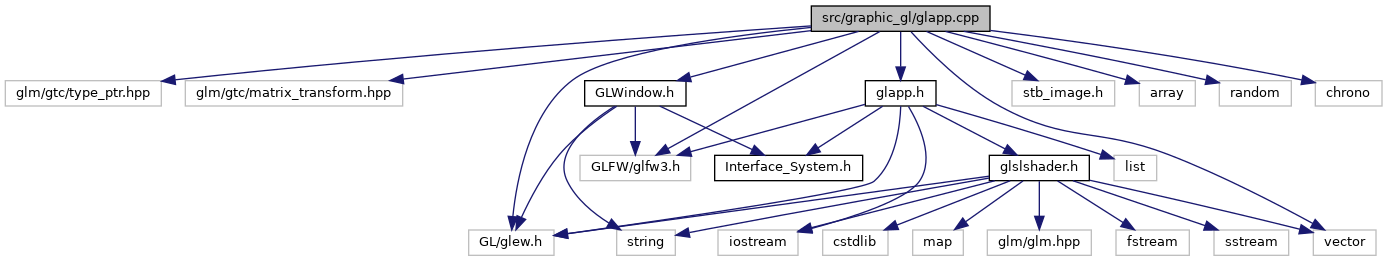 src/graphic_gl/glapp.cpp
glm/gtc/type_ptr.hpp
glm/gtc/matrix_transform.hpp
GLWindow.h
glapp.h
stb_image.h
array
random
chrono
GLFW/glfw3.h
Interface_System.h
glslshader.h
list
GL/glew.h
string
iostream
cstdlib
map
glm/glm.hpp
fstream
sstream
vector